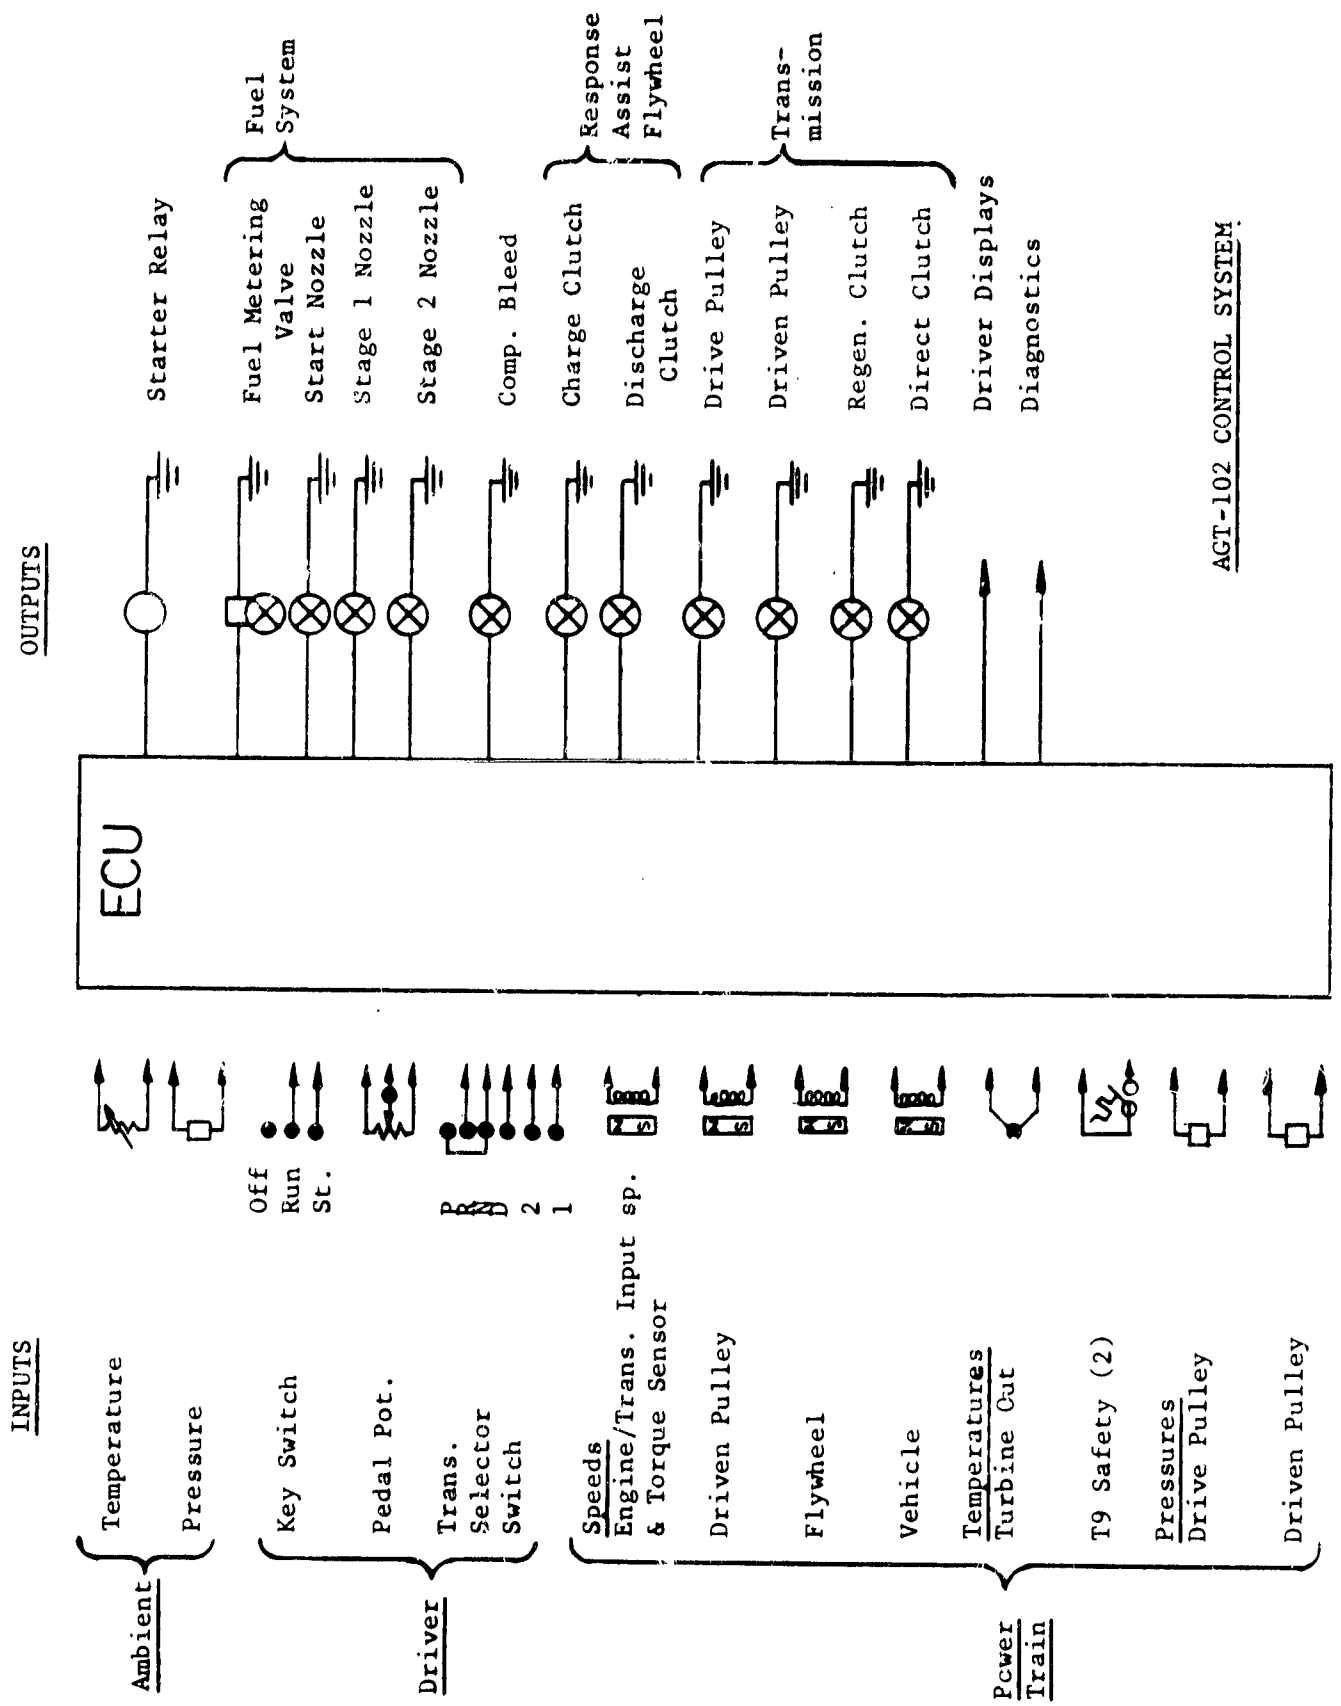 INPUTS
OUTPUTS
Ambient
Temperature
Pressure
Driver
Key Switch
Off
Run
St.
Pedal Pot.
Trans.
Selector
Switch
P
R
N
D
2
1
Power
Train
Speeds
Engine/Trans. Input sp.
& Torque Sensor
N S
Driven Pulley
N S
Flywheel
N S
Vehicle
N S
Temperatures
Turbine Out
T9 Safety (2)
Pressures
Drive Pulley
Driven Pulley
ECU
Starter Relay
Fuel Metering
Valve
Start Nozzle
Stage 1 Nozzle
Stage 2 Nozzle
Fuel
System
Comp. Bleed
Charge Clutch
Discharge
Clutch
Response
Assist
Flywheel
Drive Pulley
Driven Pulley
Regen. Clutch
Direct Clutch
Trans-
mission
Driver Displays
Diagnostics
AGT-102 CONTROL SYSTEM